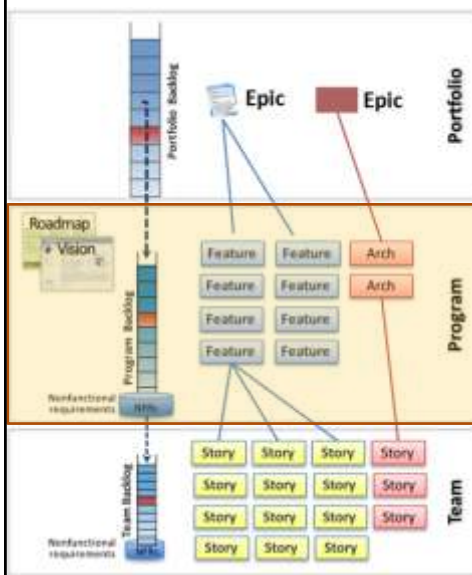 Portfolio Backlog
Epic
Epic
Portfolio
Roadmap
Vision
Program Backlog
Feature Feature Arch
Feature Feature Arch
Feature Feature
Feature Feature
Program
Nonfunctional
requirements
NFRs
Team Backlog
Story Story Story Story
Story Story Story Story
Story Story Story Story
Story Story Story
Team
Nonfunctional
requirements